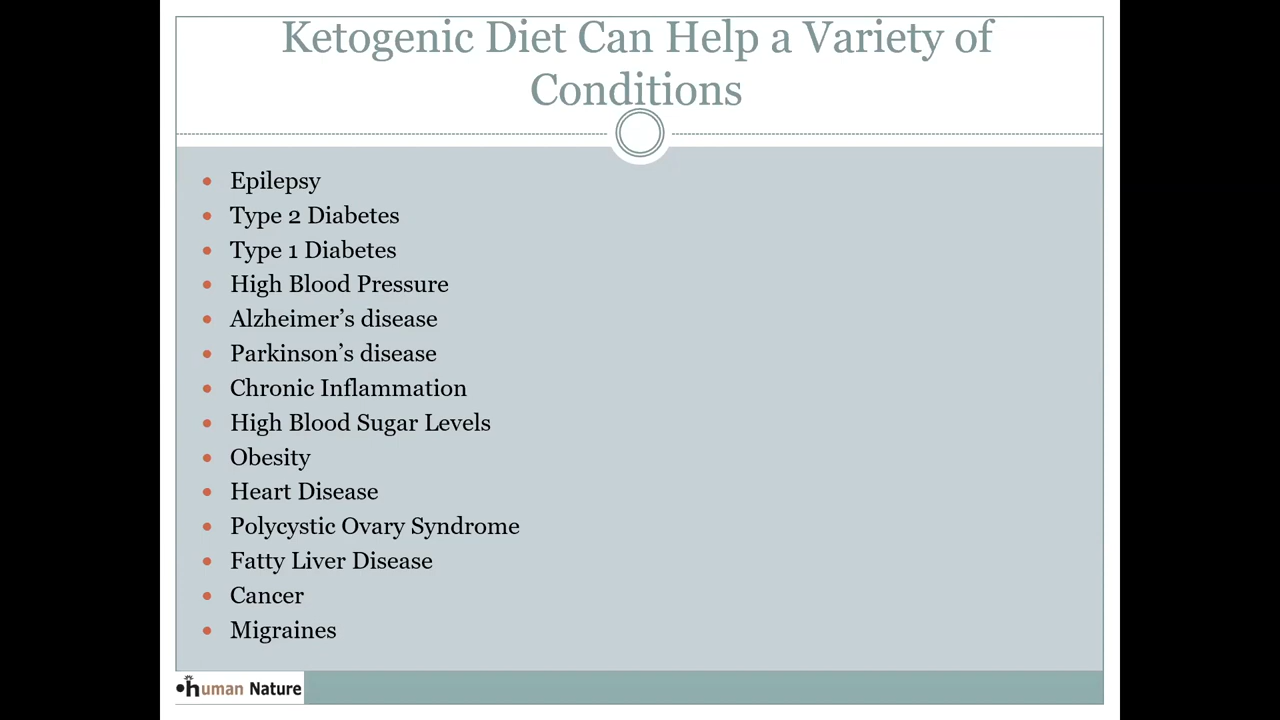 Ketogenic Diet Can Help a Variety of
Conditions
Epilepsy
Type 2 Diabetes
Type 1 Diabetes
High Blood Pressure
Alzheimer’s disease
Parkinson’s disease
Chronic Inflammation
High Blood Sugar Levels
Obesity
Heart Disease
Polycystic Ovary Syndrome
Fatty Liver Disease
Cancer
Migraines
human Nature